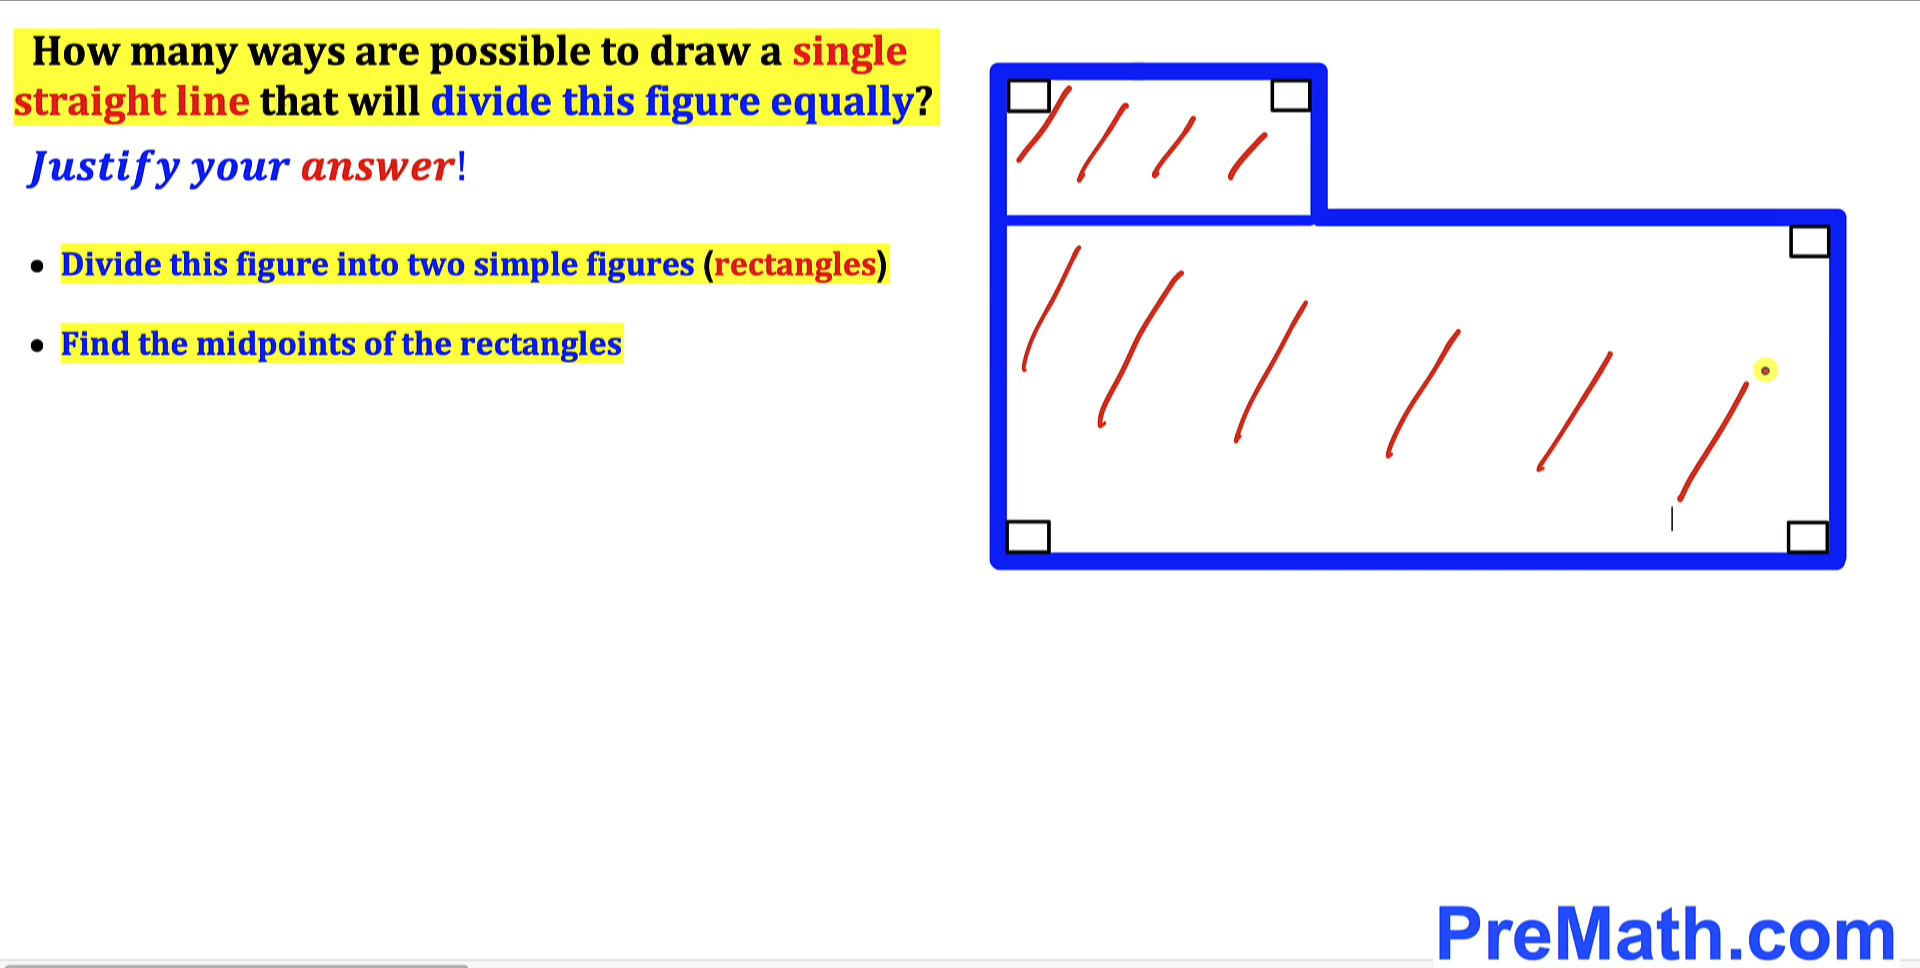 How many ways are possible to draw a single
straight line that will divide this figure equally?
Justify your answer!
• Divide this figure into two simple figures (rectangles)
• Find the midpoints of the rectangles
PreMath.com